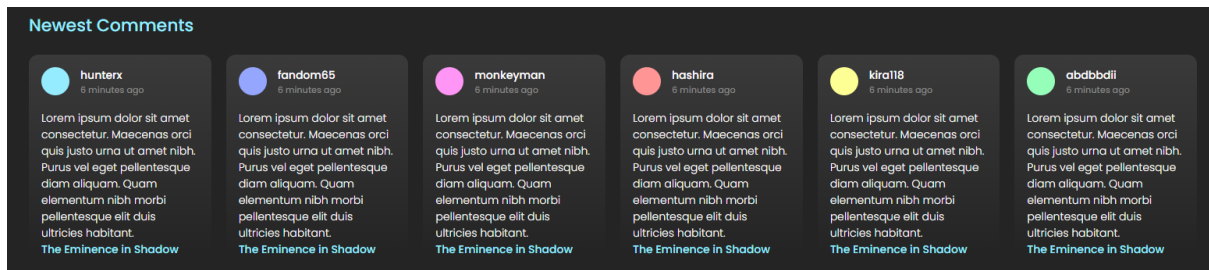 Newest Comments
hunterx
6 minutes ago
Lorem ipsum dolor sit amet
consectetur. Maecenas orci
quis justo urna ut amet nibh.
Purus vel eget pellentesque
diam aliquam. Quam
elementum nibh morbi
pellentesque elit duis
ultricies habitant.
The Eminence in Shadow
fandom65
6 minutes ago
Lorem ipsum dolor sit amet
consectetur. Maecenas orci
quis justo urna ut amet nibh.
Purus vel eget pellentesque
diam aliquam. Quam
elementum nibh morbi
pellentesque elit duis
ultricies habitant.
The Eminence in Shadow
monkeyman
6 minutes ago
Lorem ipsum dolor sit amet
consectetur. Maecenas orci
quis justo urna ut amet nibh.
Purus vel eget pellentesque
diam aliquam. Quam
elementum nibh morbi
pellentesque elit duis
ultricies habitant.
The Eminence in Shadow
hashira
6 minutes ago
Lorem ipsum dolor sit amet
consectetur. Maecenas orci
quis justo urna ut amet nibh.
Purus vel eget pellentesque
diam aliquam. Quam
elementum nibh morbi
pellentesque elit duis
ultricies habitant.
The Eminence in Shadow
kira118
6 minutes ago
Lorem ipsum dolor sit amet
consectetur. Maecenas orci
quis justo urna ut amet nibh.
Purus vel eget pellentesque
diam aliquam. Quam
elementum nibh morbi
pellentesque elit duis
ultricies habitant.
The Eminence in Shadow
abdbbdii
6 minutes ago
Lorem ipsum dolor sit amet
consectetur. Maecenas orci
quis justo urna ut amet nibh.
Purus vel eget pellentesque
diam aliquam. Quam
elementum nibh morbi
pellentesque elit duis
ultricies habitant.
The Eminence in Shadow